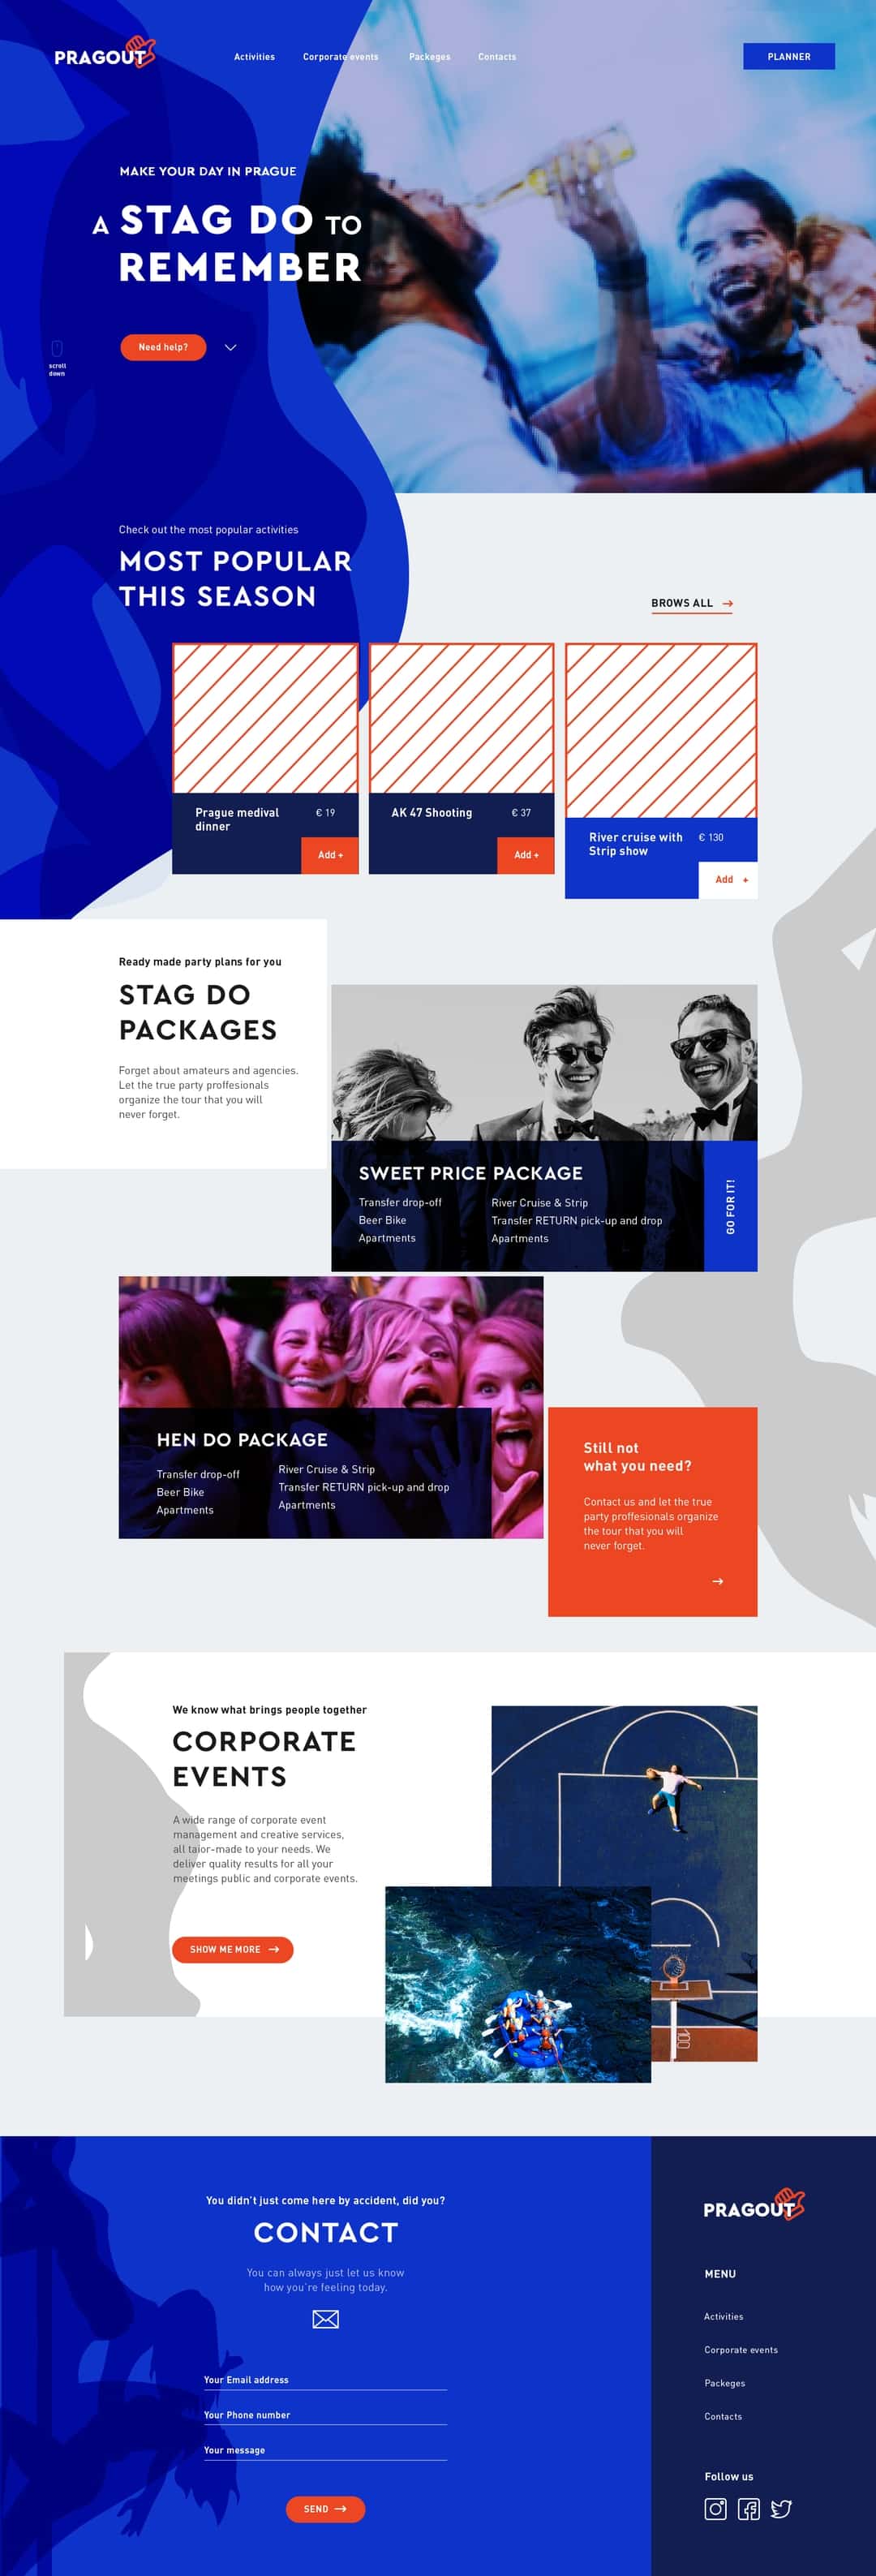 PRAGOUT
Activities
Corporate events
Packeges
Contacts
PLANNER
MAKE YOUR DAY IN PRAGUE
A STAG DO TO
REMEMBER
Need help?
scroll
down
Check out the most popular activities
MOST POPULAR
THIS SEASON
BROWS ALL
Prague medival
dinner
€ 19
Add +
AK 47 Shooting
€ 37
Add +
River cruise with
Strip show
€ 130
Add +
Ready made party plans for you
STAG DO
PACKAGES
Forget about amateurs and agencies.
Let the true party proffesionals
organize the tour that you will
never forget.
SWEET PRICE PACKAGE
Transfer drop-off
Beer Bike
Apartments
River Cruise & Strip
Transfer RETURN pick-up and drop
Apartments
GO FOR IT!
HEN DO PACKAGE
Transfer drop-off
Beer Bike
Apartments
River Cruise & Strip
Transfer RETURN pick-up and drop
Apartments
Still not
what you need?
Contact us and let the true
party proffesionals organize
the tour that you will
never forget.
We know what brings people together
CORPORATE
EVENTS
A wide range of corporate event
management and creative services,
all taior-made to your needs. We
deliver quality results for all your
meetings public and corporate events.
SHOW ME MORE
You didn't just come here by accident, did you?
CONTACT
You can always just let us know
how you're feeling today.
Your Email address
Your Phone number
Your message
SEND
PRAGOUT
MENU
Activities
Corporate events
Packeges
Contacts
Follow us